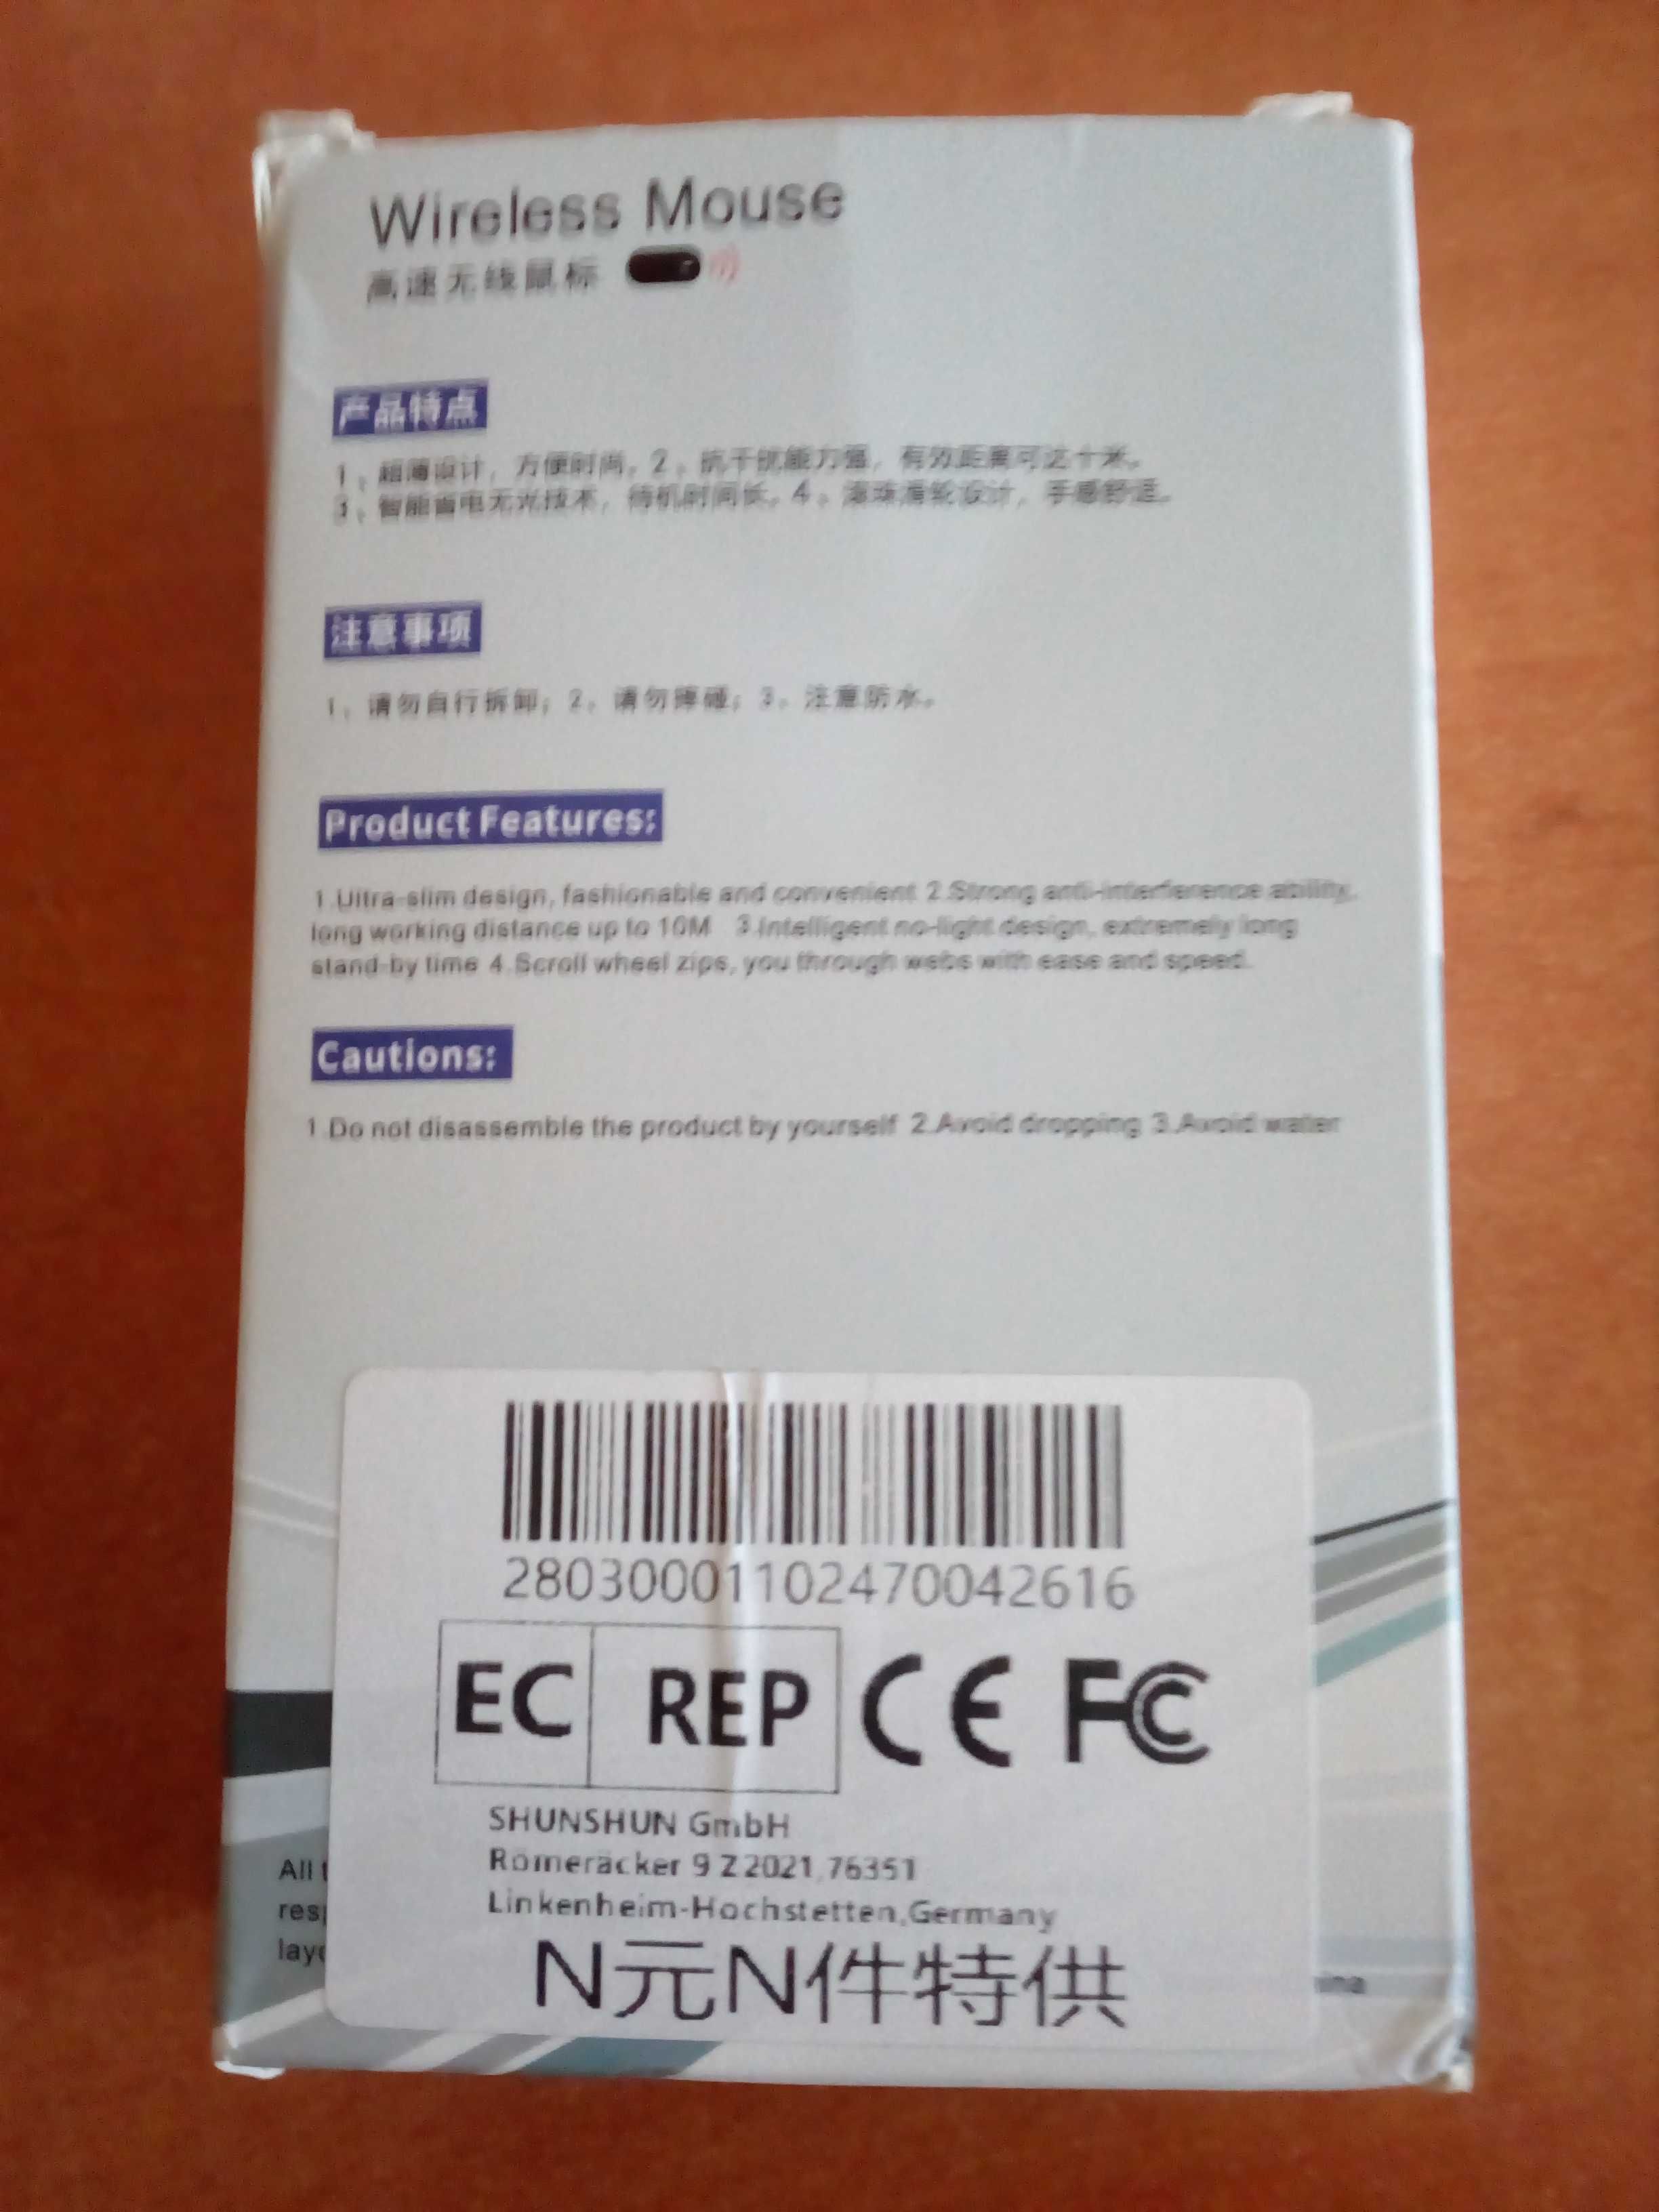 Wireless Mouse
高速无线鼠标
产品特点
1、超薄设计，方便时尚。2、抗干扰能力强，有效距离可达十米。
3、智能省电无光技术，待机时间长。4、滚珠滑轮设计，手感舒适。
注意事项
1、请勿自行拆卸；2、请勿摔碰；3、注意防水。
Product Features:
1.Ultra-slim design, fashionable and convenient 2.Strong anti-interference ability,
long working distance up to 10M 3.Intelligent no-light design, extremely long
stand-by time 4.Scroll wheel zips, you through webs with ease and speed.
Cautions:
1.Do not disassemble the product by yourself 2.Avoid dropping 3.Avoid water
28030001102470042616
EC REP CE FC
SHUNSHUN GmbH
Römeräcker 9 Z2021,76351
Linkenheim-Hochstetten,Germany
N元N件特供
All